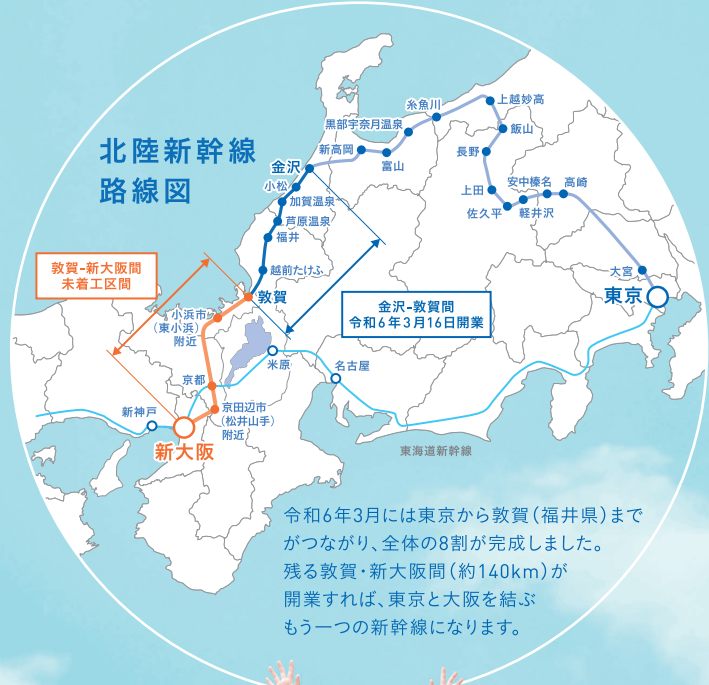 北陸新幹線
路線図
糸魚川
上越妙高
黒部宇奈月温泉
飯山
新高岡
長野
金沢
富山
小松
加賀温泉
上田
安中榛名
高崎
芦原温泉
佐久平
軽井沢
福井
敦賀-新大阪間
未着工区間
越前たけふ
大宮
敦賀
東京
金沢-敦賀間
令和6年3月16日開業
小浜市
(東小浜)
附近
米原
名古屋
京都
新神戸
京田辺市
(松井山手)
附近
新大阪
東海道新幹線
令和6年3月には東京から敦賀(福井県)まで
がつながり、全体の8割が完成しました。
残る敦賀・新大阪間(約140km)が
開業すれば、東京と大阪を結ぶ
もう一つの新幹線になります。